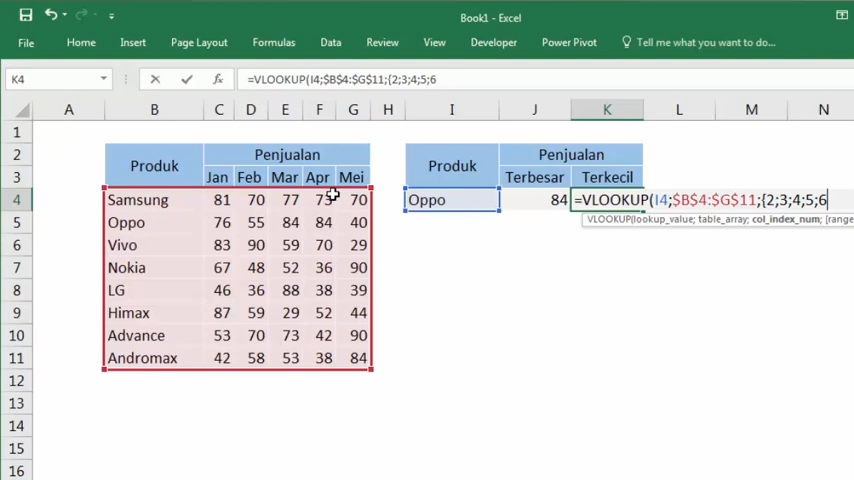 Book1 - Excel
File Home Insert Page Layout Formulas Data Review View Developer Power Pivot Tell me what you want to do...
K4 fx =VLOOKUP(I4;$B$4:$G$11;{2;3;4;5;6
A B C D E F G H I J K L M N
1
2 Produk Penjualan Produk Penjualan
3 Jan Feb Mar Apr Mei Terbesar Terkecil
4 Samsung 81 70 77 73 70 Oppo 84 =VLOOKUP(I4;$B$4:$G$11;{2;3;4;5;6
VLOOKUP(lookup_value; table_array; col_index_num; [range
5 Oppo 76 55 84 84 40
6 Vivo 83 90 59 70 30
7 Nokia 67 48 52 36 90
8 LG 46 36 88 38 39
9 Himax 87 59 29 52 44
10 Advance 53 70 73 42 90
11 Andromax 42 58 53 38 84
12
13
14
15
16